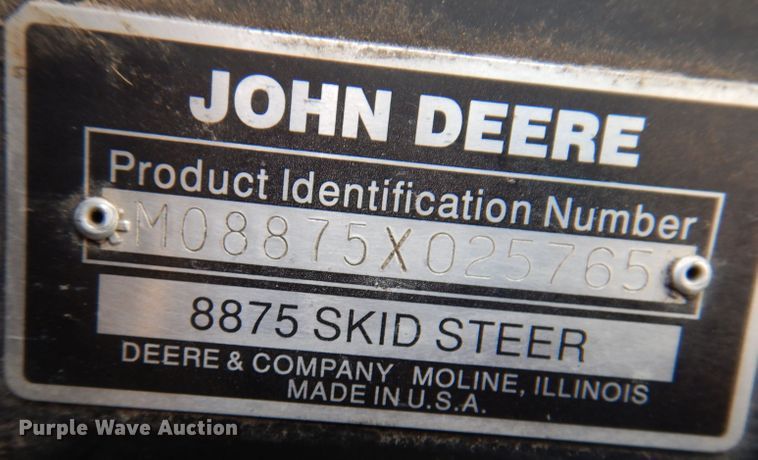 JOHN DEERE
Product Identification Number
*M08875X025765*
8875 SKID STEER
DEERE & COMPANY MOLINE, ILLINOIS
MADE IN U.S.A.
Purple Wave Auction